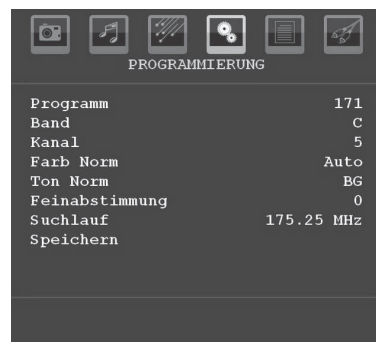 PROGRAMMIERUNG
Programm 171
Band C
Kanal 5
Farb Norm Auto
Ton Norm BG
Feinabstimmung 0
Suchlauf 175.25 MHz
Speichern